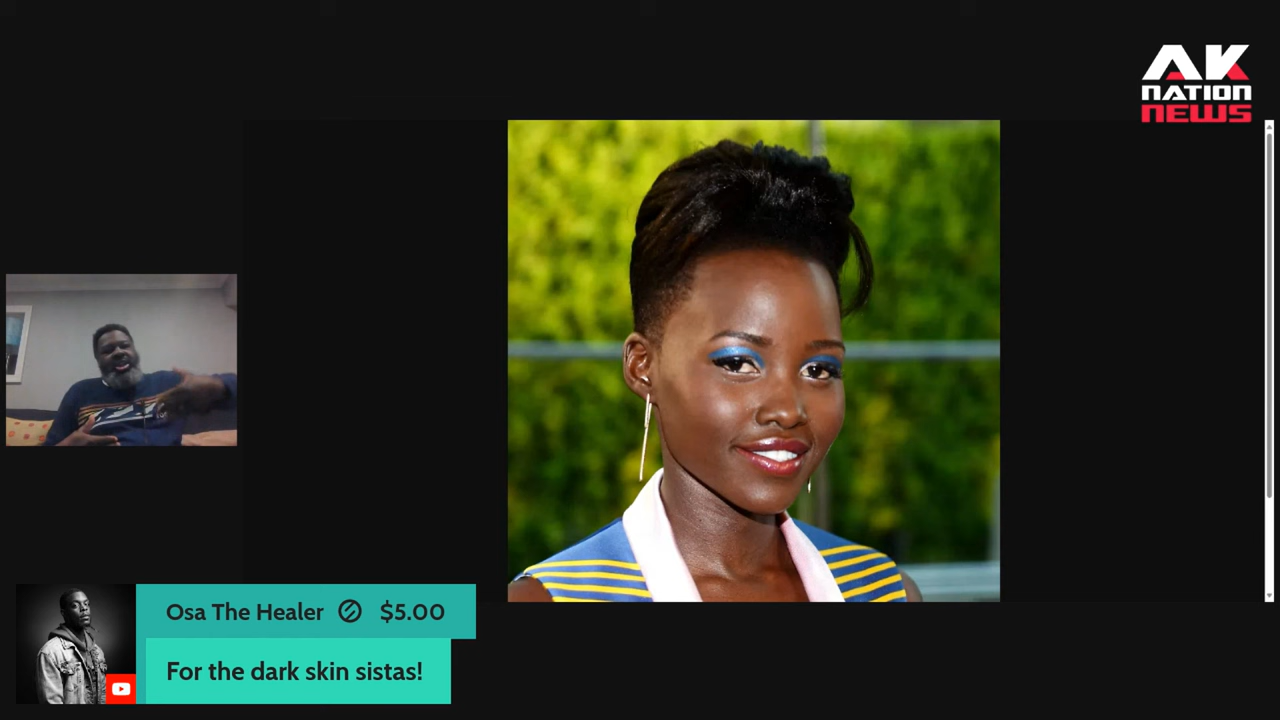 AK
NATION
NEWS
Osa The Healer $5.00
For the dark skin sistas!